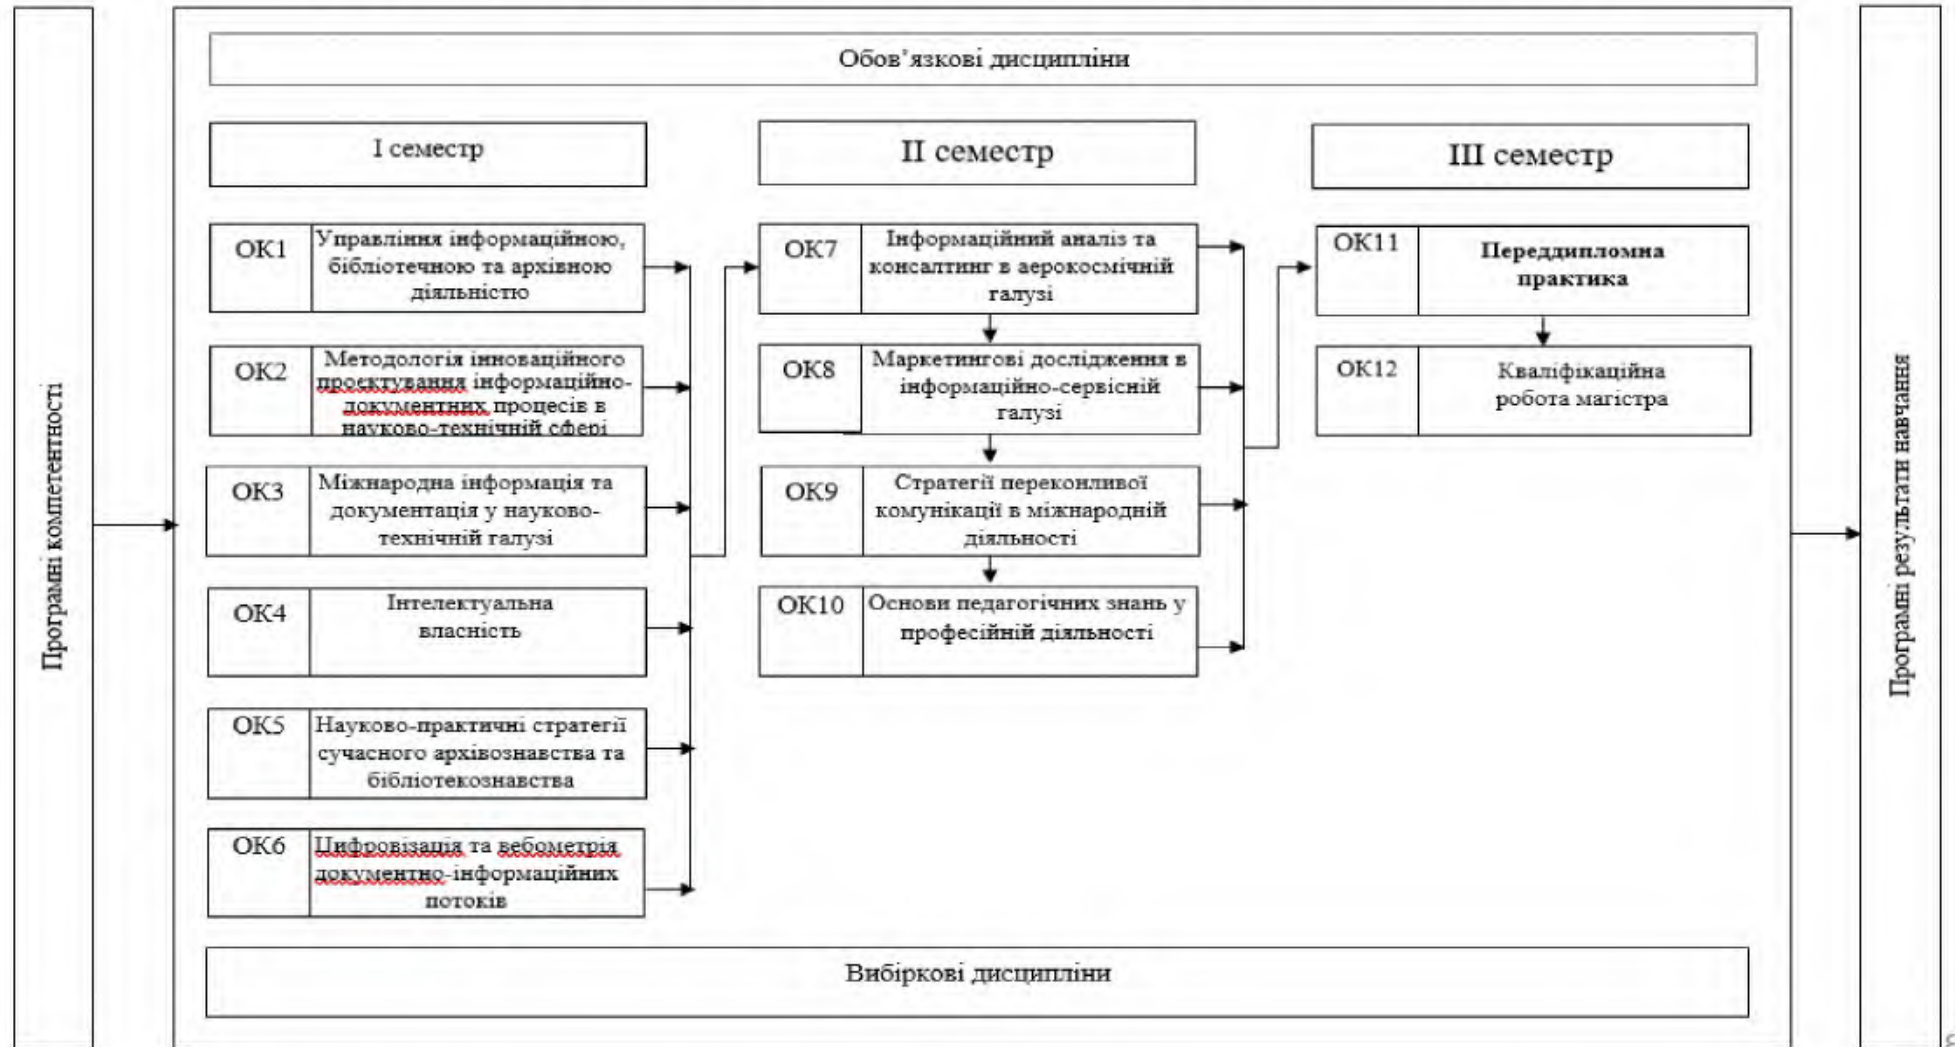 Програмні компетентності
Обов’язкові дисципліни
І семестр
ОК1
Управління інформаційною,
бібліотечною та архівною
діяльністю
ОК2
Методологія інноваційного
проєктування інформаційно-
документних процесів в
науково-технічній сфері
ОК3
Міжнародна інформація та
документація у науково-
технічній галузі
ОК4
Інтелектуальна
власність
ОК5
Науково-практичні стратегії
сучасного архівознавства та
бібліотекознавства
ОК6
Цифровізація та вебометрія
документно-інформаційних
потоків
ІІ семестр
ОК7
Інформаційний аналіз та
консалтинг в аерокосмічній
галузі
ОК8
Маркетингові дослідження в
інформаційно-сервісній
галузі
ОК9
Стратегії переконливої
комунікації в міжнародній
діяльності
ОК10
Основи педагогічних знань у
професійній діяльності
ІІІ семестр
ОК11
Переддипломна
практика
ОК12
Кваліфікаційна
робота магістра
Вибіркові дисципліни
Програмні результати навчання